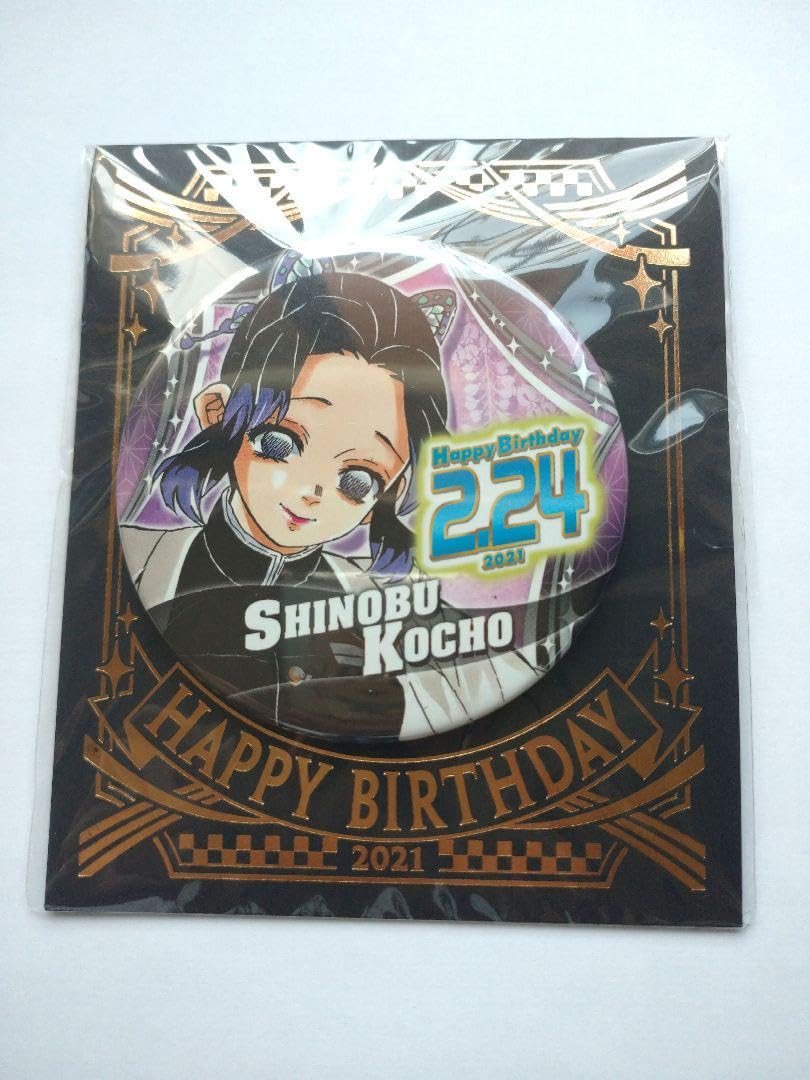 Happy Birthday
2.24
2021
SHINOBU
KOCHO
HAPPY BIRTHDAY
2021